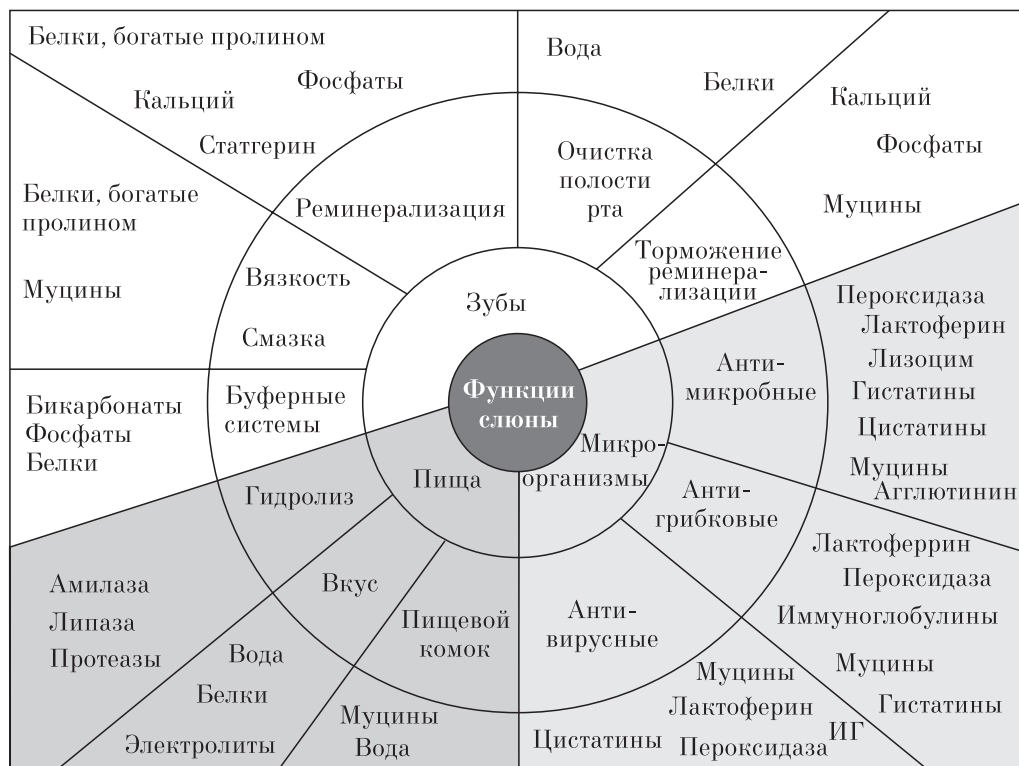 Белки, богатые пролином
Фосфаты
Кальций
Статгерин
Вода
Белки
Кальций
Фосфаты
Муцины
Белки, богатые
пролином
Муцины
Реминерализация
Очистка
полости
рта
Торможение
реминера-
лизации
Вязкость
Смазка
Зубы
Пероксидаза
Лактоферин
Лизоцим
Гистатины
Цистатины
Муцины
Агглютинин
Анти-
микробные
Функции
слюны
Бикарбонаты
Фосфаты
Белки
Буферные
системы
Микро-
организмы
Пища
Гидролиз
Анти-
грибковые
Лактоферрин
Пероксидаза
Иммуноглобулины
Муцины
Гистатины
Амилаза
Липаза
Протеазы
Вкус
Пищевой
комок
Анти-
вирусные
Вода
Белки
Электролиты
Муцины
Вода
Муцины
Лактоферин
ИГ
Цистатины
Пероксидаза